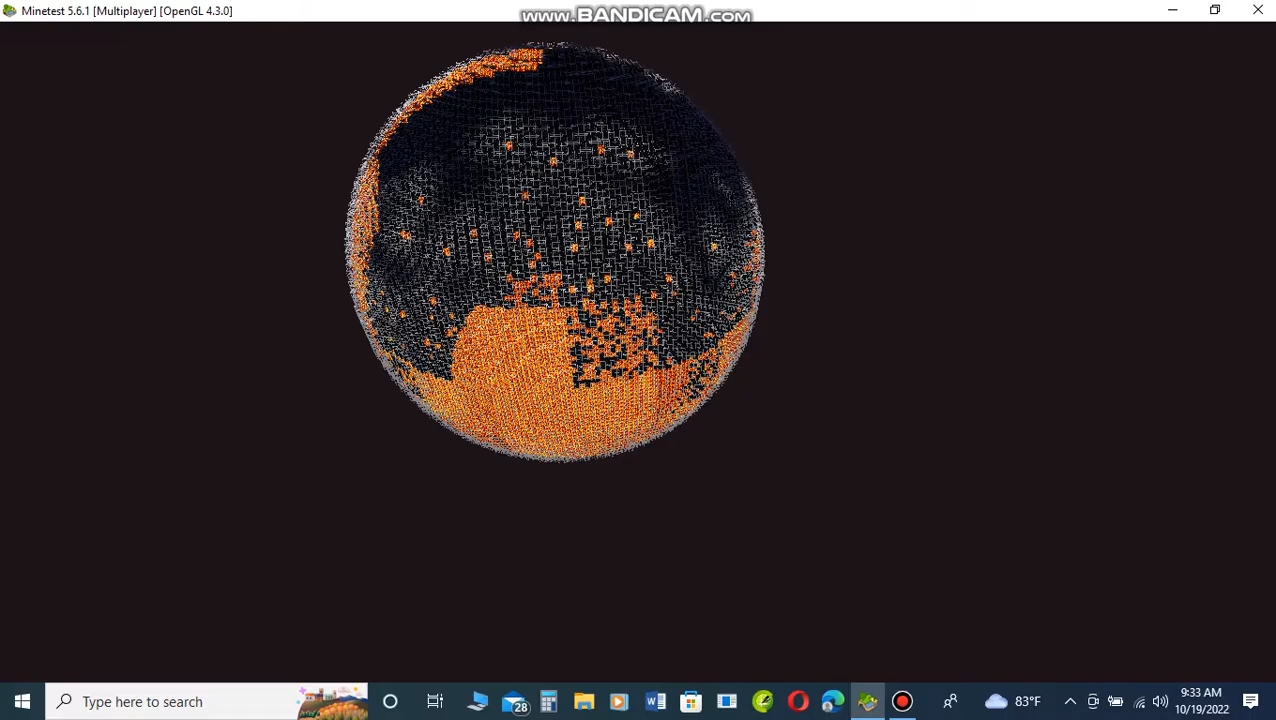 Minetest 5.6.1 [Multiplayer] [OpenGL 4.3.0]
www.BANDICAM.com
Type here to search
28
83°F
9:33 AM
10/19/2022